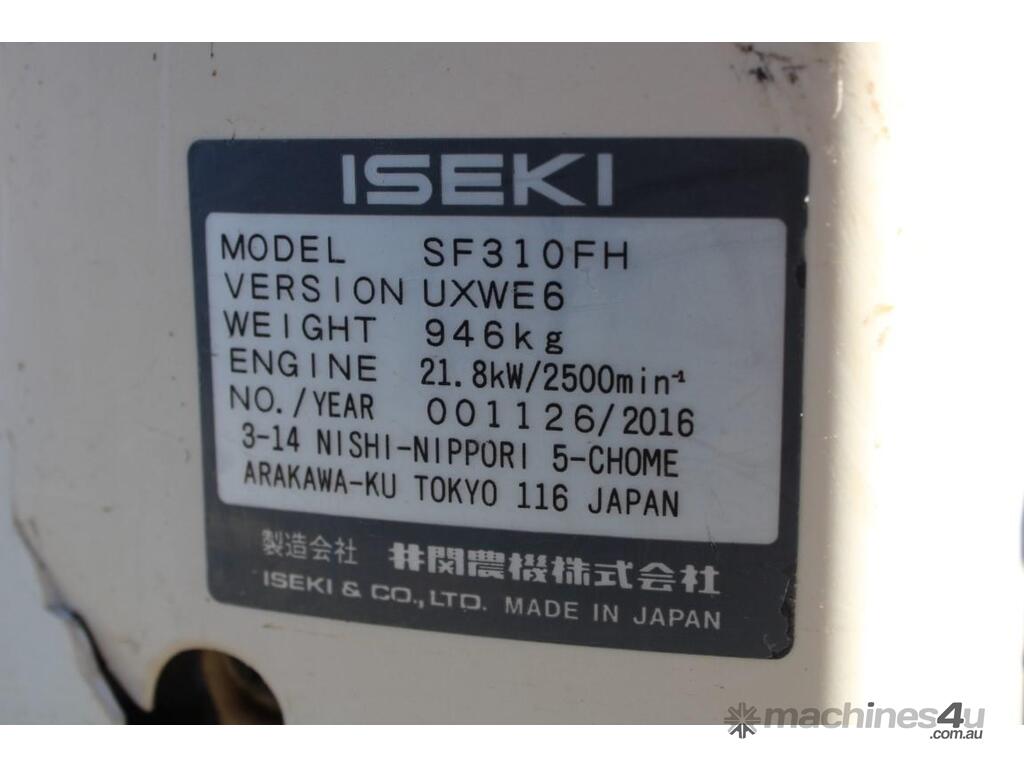 ISEKI
MODEL SF310FH
VERSION UXWE6
WEIGHT 946kg
ENGINE 21.8kW/2500min⁻¹
NO./YEAR 001126/2016
3-14 NISHI-NIPPORI 5-CHOME
ARAKAWA-KU TOKYO 116 JAPAN
製造会社 井関農機株式会社
ISEKI & CO., LTD. MADE IN JAPAN
machines4u
.com.au